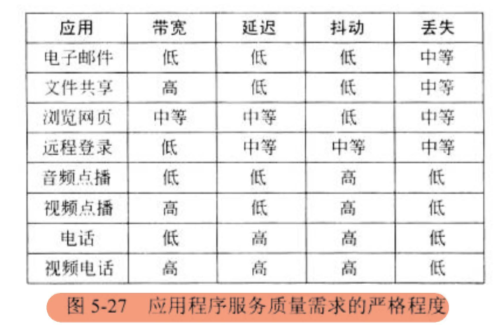 应用 带宽 延迟 抖动 丢失
电子邮件 低 低 低 中等
文件共享 高 低 低 中等
浏览网页 中等 中等 低 中等
远程登录 低 中等 中等 中等
音频点播 低 低 高 低
视频点播 高 低 高 低
电话 低 高 高 低
视频电话 高 高 高 低
图 5-27 应用程序服务质量需求的严格程度